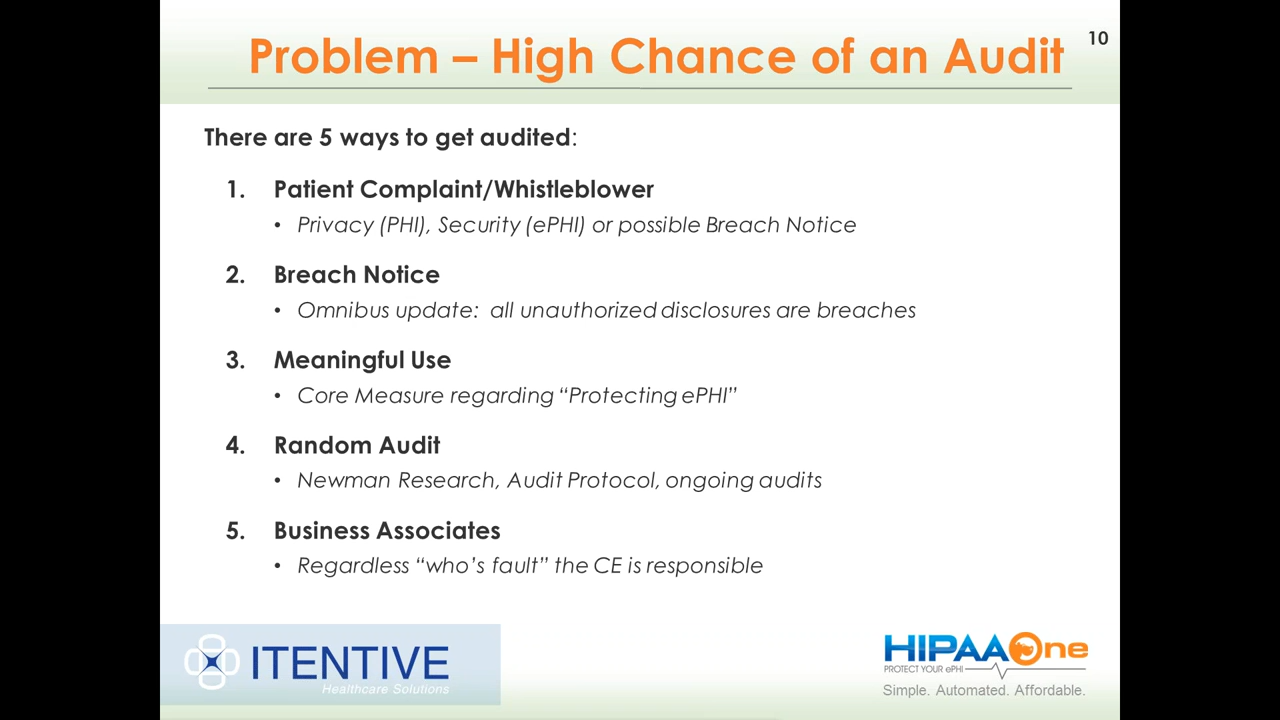 Problem – High Chance of an Audit
10
There are 5 ways to get audited:
1. Patient Complaint/Whistleblower
• Privacy (PHI), Security (ePHI) or possible Breach Notice
2. Breach Notice
• Omnibus update: all unauthorized disclosures are breaches
3. Meaningful Use
• Core Measure regarding “Protecting ePHI”
4. Random Audit
• Newman Research, Audit Protocol, ongoing audits
5. Business Associates
• Regardless “who’s fault” the CE is responsible
ITENTIVE
Healthcare Solutions
HIPAAOne
PROTECT YOUR ePHI
Simple. Automated. Affordable.